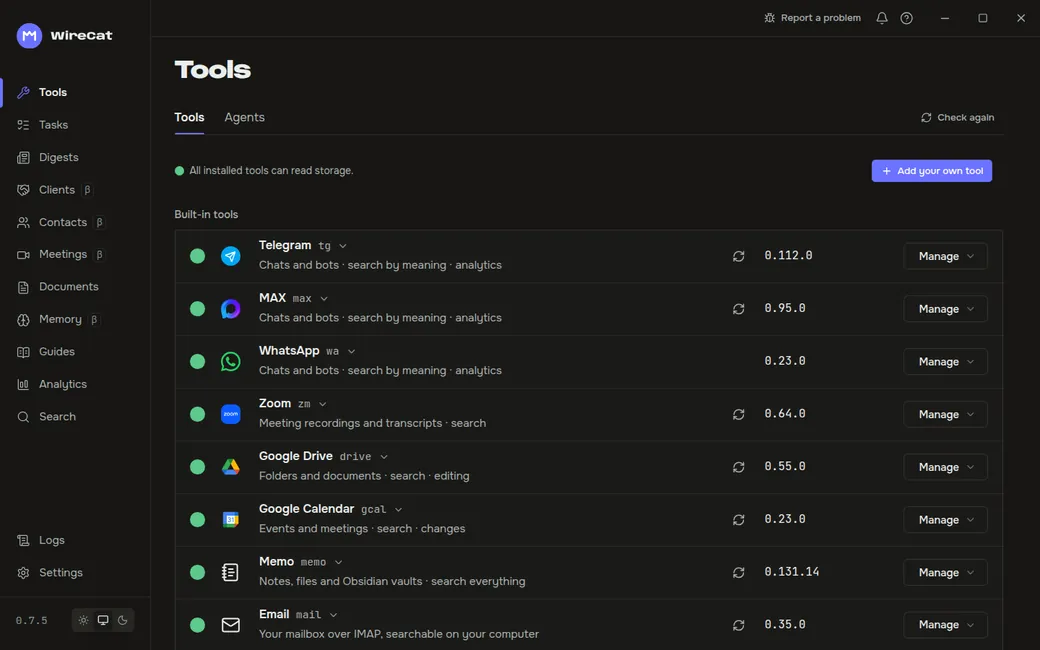 WireCat
Report a problem
Tools
Tasks
Digests
Clients β
Contacts β
Meetings β
Documents
Memory β
Guides
Analytics
Search
Logs
Settings
0.7.5
Tools
Tools Agents
Check again
All installed tools can read storage.
+ Add your own tool
Built-in tools
Telegram tg
Chats and bots · search by meaning · analytics
0.112.0
Manage
MAX max
Chats and bots · search by meaning · analytics
0.95.0
Manage
WhatsApp wa
Chats and bots · search by meaning · analytics
0.23.0
Manage
zoom
Zoom zm
Meeting recordings and transcripts · search
0.64.0
Manage
Google Drive drive
Folders and documents · search · editing
0.55.0
Manage
31
Google Calendar gcal
Events and meetings · search · changes
0.23.0
Manage
Memo memo
Notes, files and Obsidian vaults · search everything
0.131.14
Manage
Email mail
Your mailbox over IMAP, searchable on your computer
0.35.0
Manage